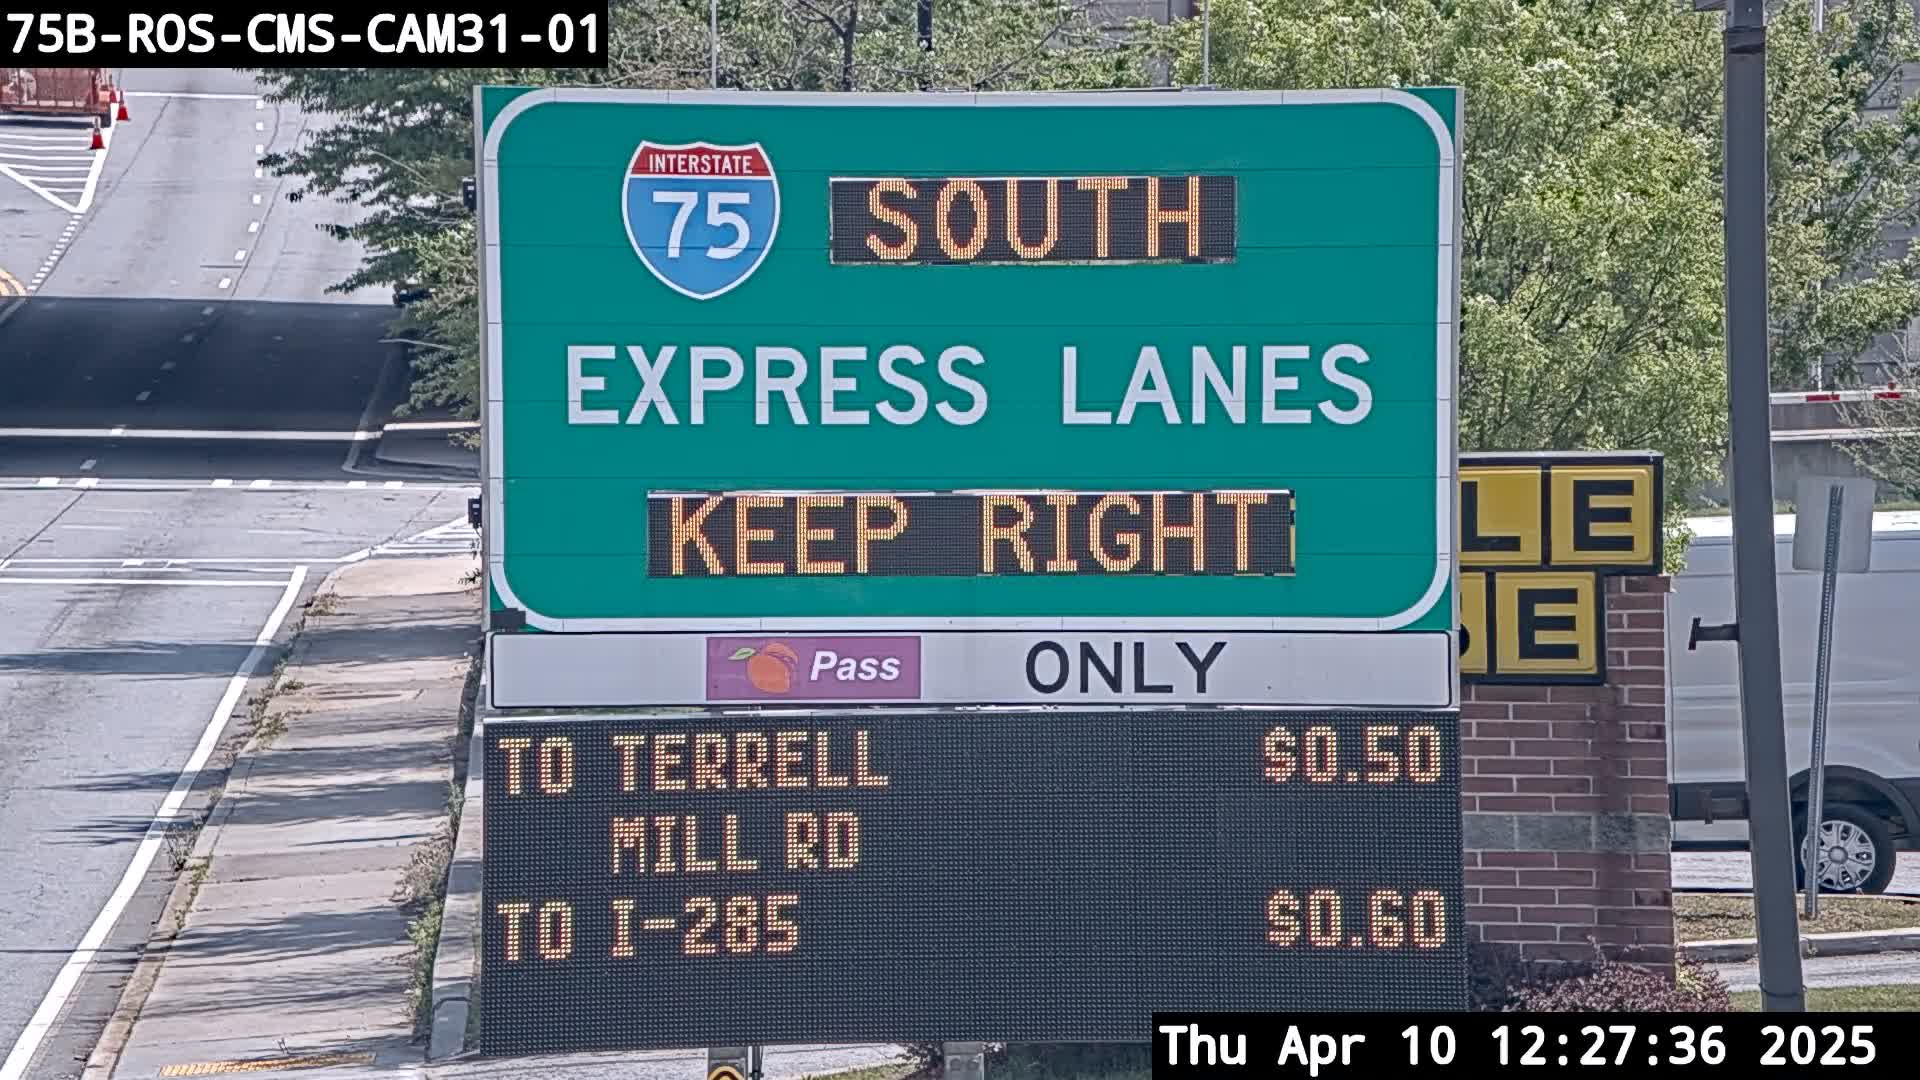 75B-ROS-CMS-CAM31-01
INTERSTATE
75 SOUTH
EXPRESS LANES
KEEP RIGHT
Pass ONLY
TO TERRELL $0.50
MILL RD
TO I-285 $0.60
LE
E
Thu Apr 10 12:27:36 2025